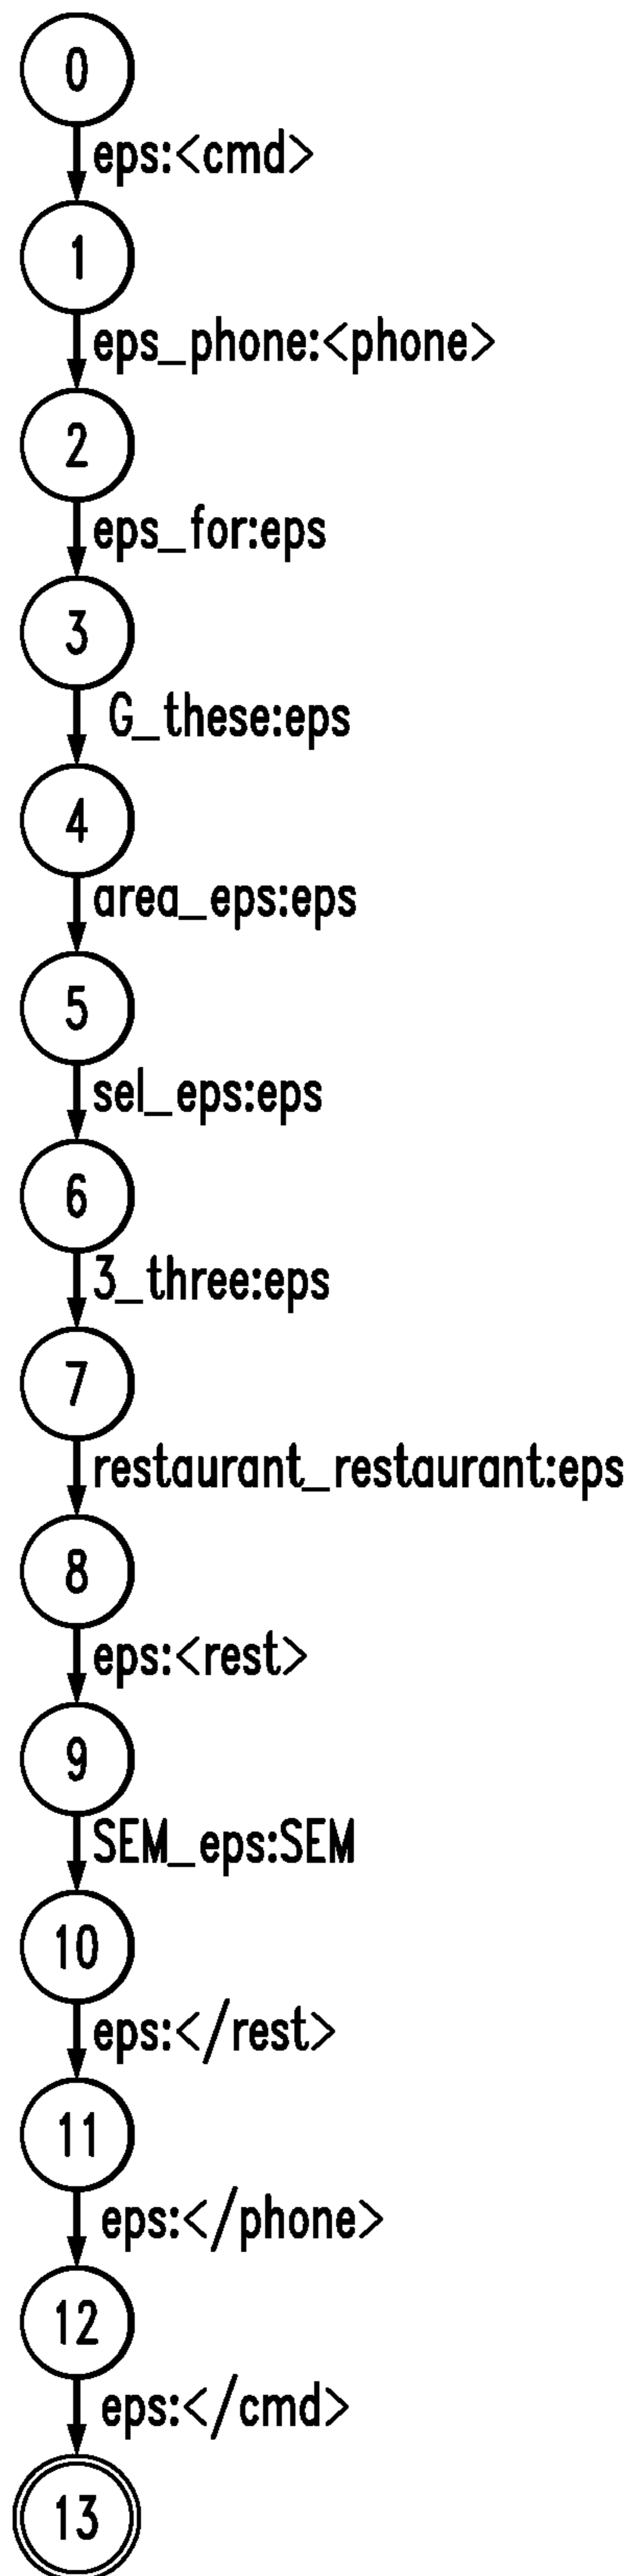 0
eps:<cmd>
1
eps_phone:<phone>
2
eps_for:eps
3
G_these:eps
4
area_eps:eps
5
sel_eps:eps
6
3_three:eps
7
restaurant_restaurant:eps
8
eps:<rest>
9
SEM_eps:SEM
10
eps:</rest>
11
eps:</phone>
12
eps:</cmd>
13